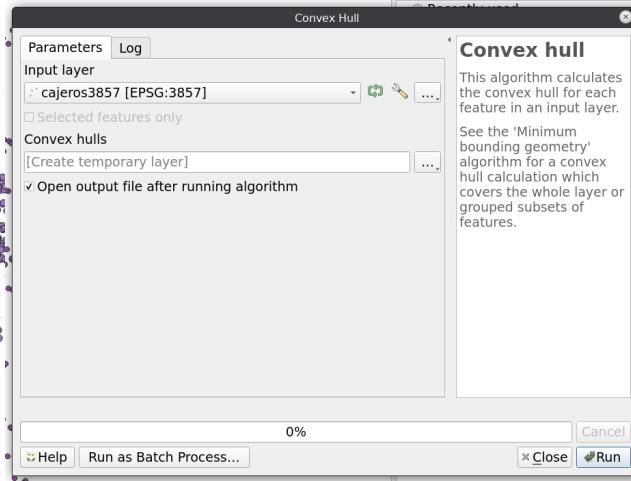 Recently used
Convex Hull
Parameters
Log
Input layer
cajeros3857 [EPSG:3857]
...
Selected features only
Convex hulls
[Create temporary layer]
...
Open output file after running algorithm
Convex hull
This algorithm calculates
the convex hull for each
feature in an input layer.
See the 'Minimum
bounding geometry'
algorithm for a convex
hull calculation which
covers the whole layer or
grouped subsets of
features.
0%
Cancel
Help
Run as Batch Process...
Close
Run